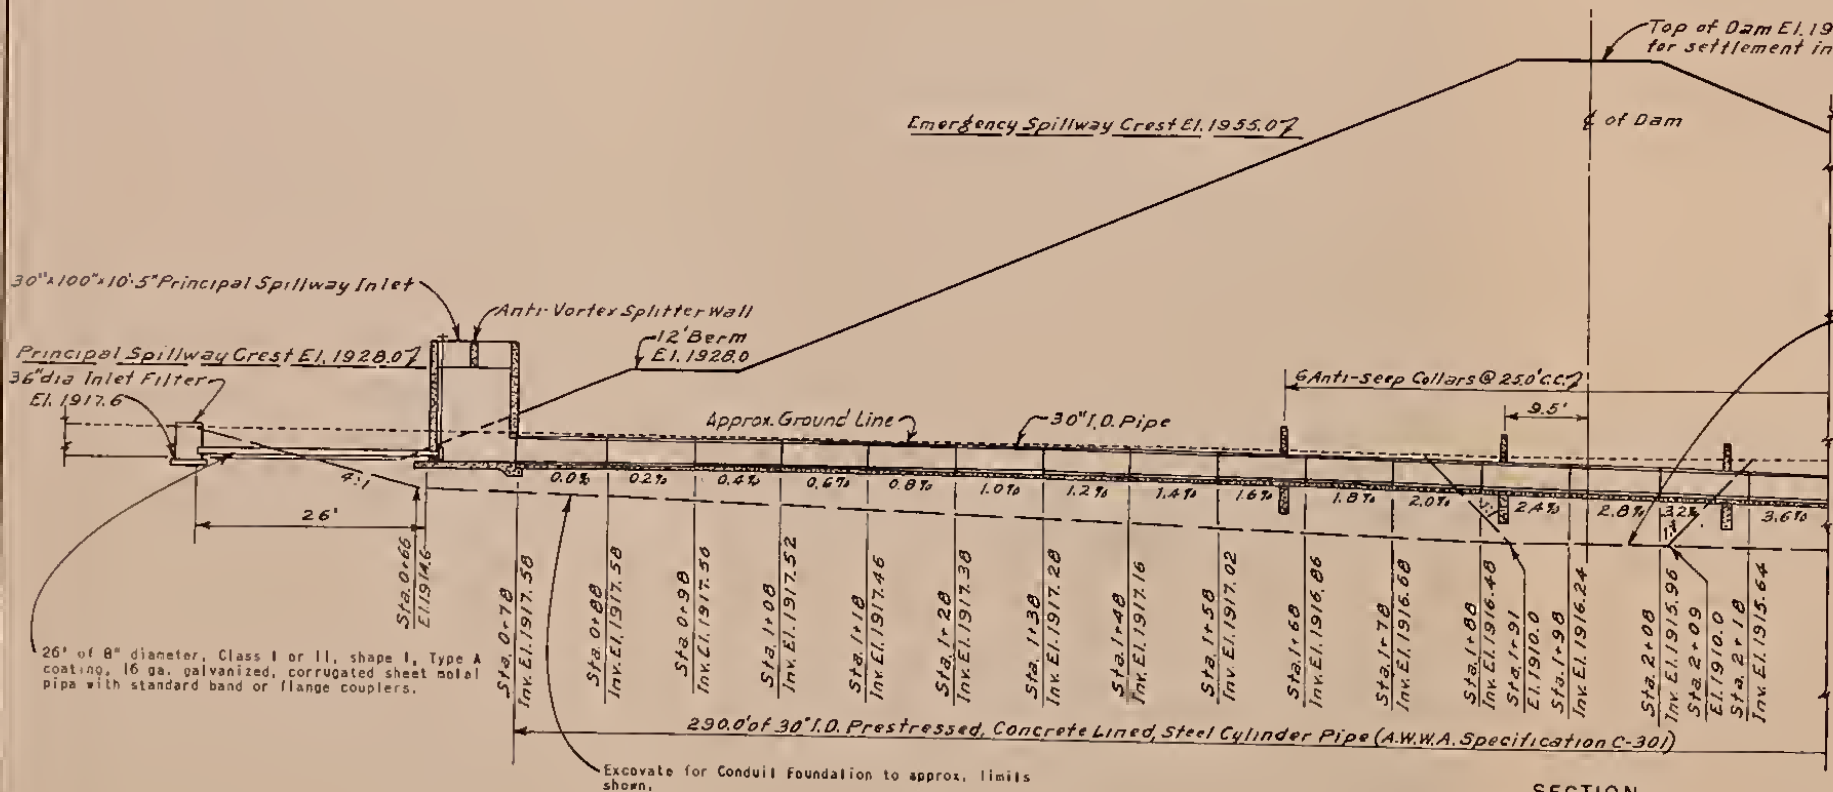 Top of Dam El. 19
for settlement in
Emergency Spillway Crest El. 1955.0
℄ of Dam
30"x100"x10'-5" Principal Spillway Inlet
Anti-Vortex Splitter Wall
12' Berm
El. 1928.0
Principal Spillway Crest El. 1928.0
36" dia Inlet Filter
El. 1917.6
6 Anti-seep Collars @ 25.0' C.C.
9.5'
Approx. Ground Line
30" I.D. Pipe
4:1
0.0%
0.2%
0.4%
0.6%
0.8%
1.0%
1.2%
1.4%
1.6%
1.8%
2.0%
2.4%
2.8%
3.2%
3.6%
26'
Sta. 0+66
El. 1914.6
Sta. 0+78
Inv. El. 1917.58
Sta. 0+88
Inv. El. 1917.58
Sta. 0+98
Inv. El. 1917.56
Sta. 1+08
Inv. El. 1917.52
Sta. 1+18
Inv. El. 1917.46
Sta. 1+28
Inv. El. 1917.38
Sta. 1+38
Inv. El. 1917.28
Sta. 1+48
Inv. El. 1917.16
Sta. 1+58
Inv. El. 1917.02
Sta. 1+68
Inv. El. 1916.86
Sta. 1+78
Inv. El. 1916.68
Sta. 1+88
Inv. El. 1916.48
Sta. 1+91
El. 1910.0
Sta. 1+98
Inv. El. 1916.24
Sta. 2+08
Inv. El. 1915.96
Sta. 2+09
El. 1910.0
Sta. 2+18
Inv. El. 1915.64
26' of 8" diameter, Class I or II, shape I, Type A
coating, 16 ga. galvanized, corrugated sheet metal
pipe with standard band or flange couplers.
290.0' of 30" I.D. Prestressed, Concrete Lined, Steel Cylinder Pipe (A.W.W.A. Specification C-301)
Excavate for Conduit Foundation to approx. limits
shown.
SECTION